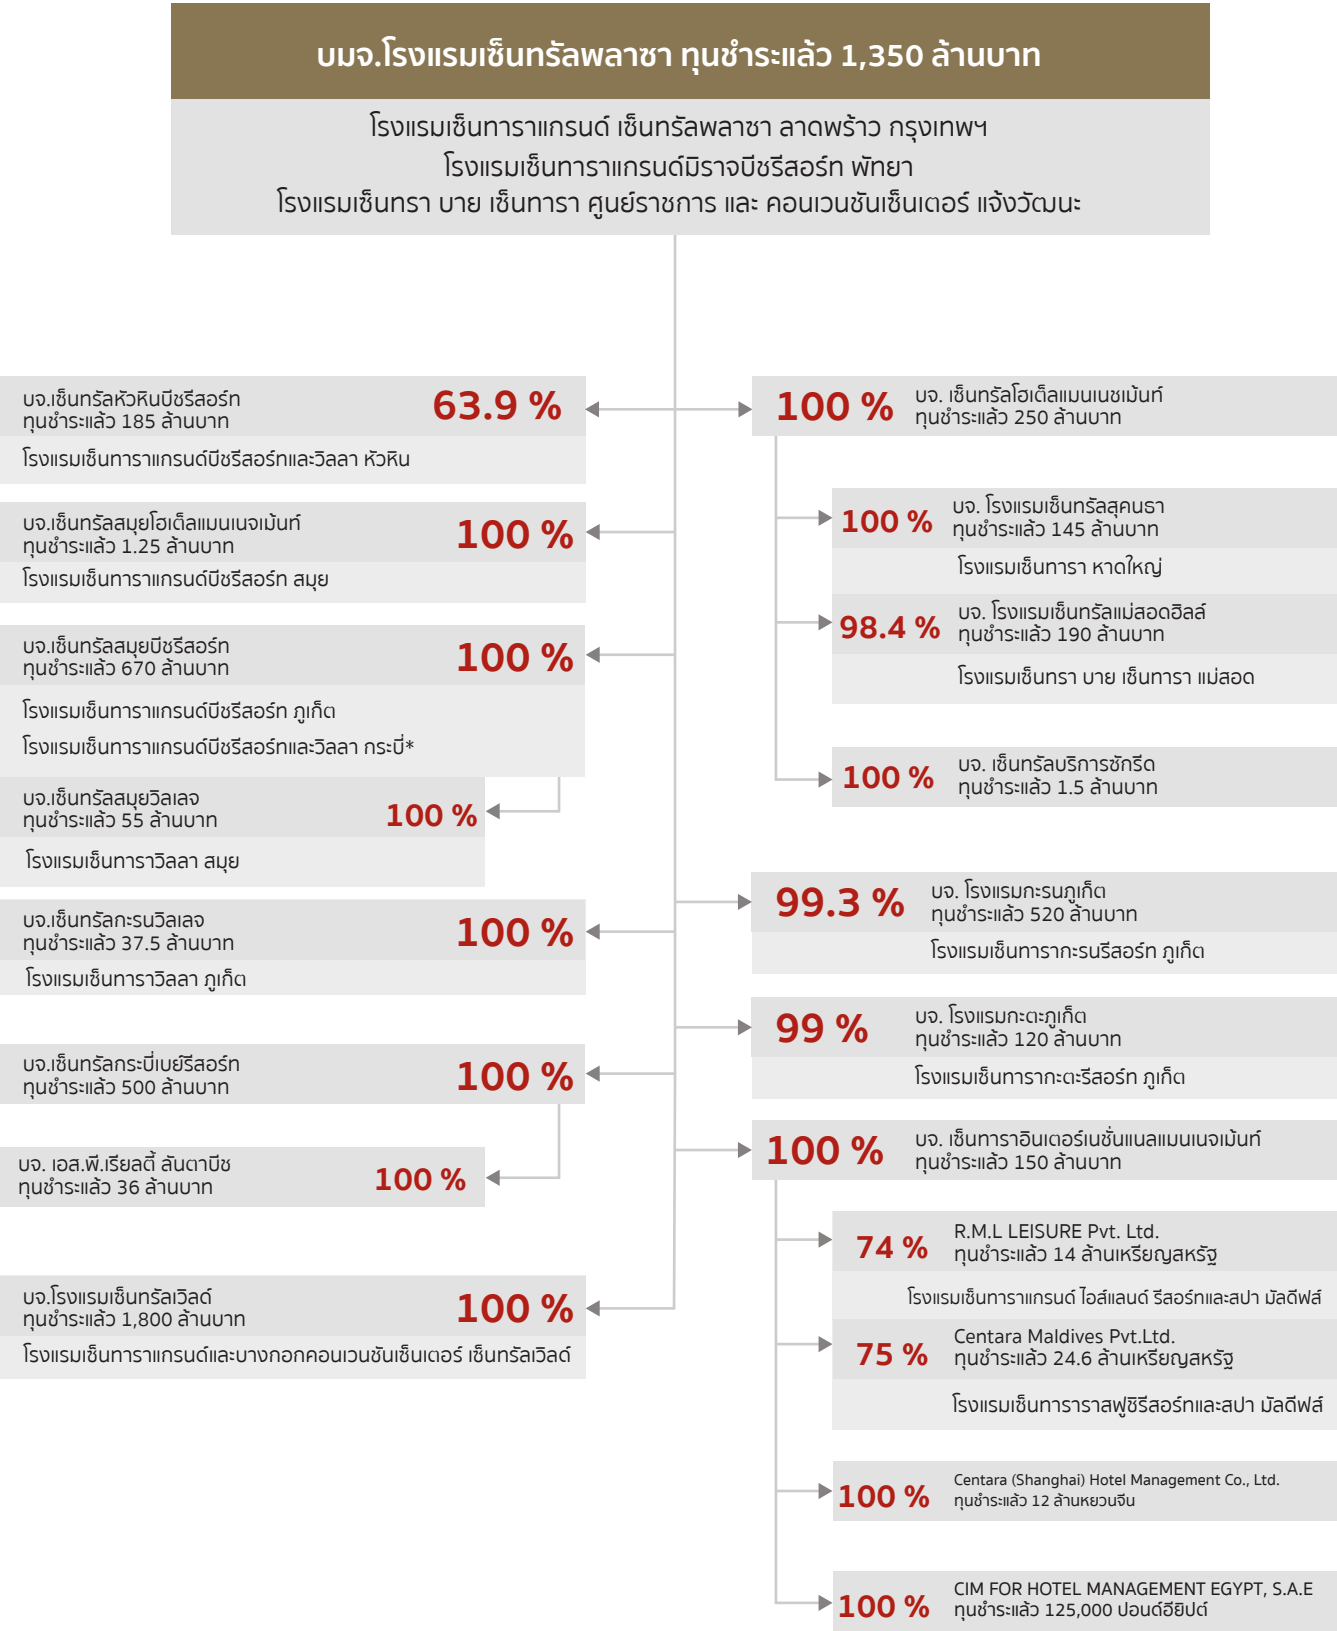 บมจ.โรงแรมเซ็นทรัลพลาซา ทุนชำระแล้ว 1,350 ล้านบาท
โรงแรมเซ็นทาราแกรนด์ เซ็นทรัลพลาซา ลาดพร้าว กรุงเทพฯ
โรงแรมเซ็นทาราแกรนด์มิราจบีชรีสอร์ท พัทยา
โรงแรมเซ็นทรา บาย เซ็นทารา ศูนย์ราชการ และ คอนเวนชันเซ็นเตอร์ แจ้งวัฒนะ
บจ.เซ็นทรัลหัวหินบีชรีสอร์ท
ทุนชำระแล้ว 185 ล้านบาท
63.9 %
โรงแรมเซ็นทาราแกรนด์บีชรีสอร์ทและวิลลา หัวหิน
บจ.เซ็นทรัลสมุยโฮเต็ลแมนเนจเม้นท์
ทุนชำระแล้ว 1.25 ล้านบาท
100 %
โรงแรมเซ็นทาราแกรนด์บีชรีสอร์ท สมุย
บจ.เซ็นทรัลสมุยบีชรีสอร์ท
ทุนชำระแล้ว 670 ล้านบาท
100 %
โรงแรมเซ็นทาราแกรนด์บีชรีสอร์ท ภูเก็ต
โรงแรมเซ็นทาราแกรนด์บีชรีสอร์ทและวิลลา กระบี่*
บจ.เซ็นทรัลสมุยวิลเลจ
ทุนชำระแล้ว 55 ล้านบาท
100 %
โรงแรมเซ็นทาราวิลลา สมุย
บจ.เซ็นทรัลกะรนวิลเลจ
ทุนชำระแล้ว 37.5 ล้านบาท
100 %
โรงแรมเซ็นทาราวิลลา ภูเก็ต
บจ.เซ็นทรัลกระบี่เบย์รีสอร์ท
ทุนชำระแล้ว 500 ล้านบาท
100 %
บจ. เอส.พี.เรียลตี้ ลันตาบีช
ทุนชำระแล้ว 36 ล้านบาท
100 %
บจ.โรงแรมเซ็นทรัลเวิลด์
ทุนชำระแล้ว 1,800 ล้านบาท
100 %
โรงแรมเซ็นทาราแกรนด์และบางกอกคอนเวนชันเซ็นเตอร์ เซ็นทรัลเวิลด์
100 %
บจ. เซ็นทรัลโฮเต็ลแมนเนชเม้นท์
ทุนชำระแล้ว 250 ล้านบาท
100 %
บจ. โรงแรมเซ็นทรัลสุคนธา
ทุนชำระแล้ว 145 ล้านบาท
โรงแรมเซ็นทารา หาดใหญ่
98.4 %
บจ. โรงแรมเซ็นทรัลแม่สอดฮิลล์
ทุนชำระแล้ว 190 ล้านบาท
โรงแรมเซ็นทรา บาย เซ็นทารา แม่สอด
100 %
บจ. เซ็นทรัลบริการซักรีด
ทุนชำระแล้ว 1.5 ล้านบาท
99.3 %
บจ. โรงแรมกะรนภูเก็ต
ทุนชำระแล้ว 520 ล้านบาท
โรงแรมเซ็นทารากะรนรีสอร์ท ภูเก็ต
99 %
บจ. โรงแรมกะตะภูเก็ต
ทุนชำระแล้ว 120 ล้านบาท
โรงแรมเซ็นทารากะตะรีสอร์ท ภูเก็ต
100 %
บจ. เซ็นทาราอินเตอร์เนชั่นแนลแมนเนจเม้นท์
ทุนชำระแล้ว 150 ล้านบาท
74 %
R.M.L LEISURE Pvt. Ltd.
ทุนชำระแล้ว 14 ล้านเหรียญสหรัฐ
โรงแรมเซ็นทาราแกรนด์ ไอส์แลนด์ รีสอร์ทและสปา มัลดีฟส์
75 %
Centara Maldives Pvt.Ltd.
ทุนชำระแล้ว 24.6 ล้านเหรียญสหรัฐ
โรงแรมเซ็นทาราราสฟูชิรีสอร์ทและสปา มัลดีฟส์
100 %
Centara (Shanghai) Hotel Management Co., Ltd.
ทุนชำระแล้ว 12 ล้านหยวนจีน
100 %
CIM FOR HOTEL MANAGEMENT EGYPT, S.A.E
ทุนชำระแล้ว 125,000 ปอนด์อียิปต์